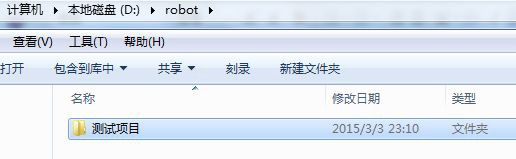 计算机 ▸ 本地磁盘 (D:) ▸ robot ▸
查看(V) 工具(T) 帮助(H)
打开 包含到库中 共享 刻录 新建文件夹
名称 修改日期 类型
测试项目 2015/3/3 23:10 文件夹